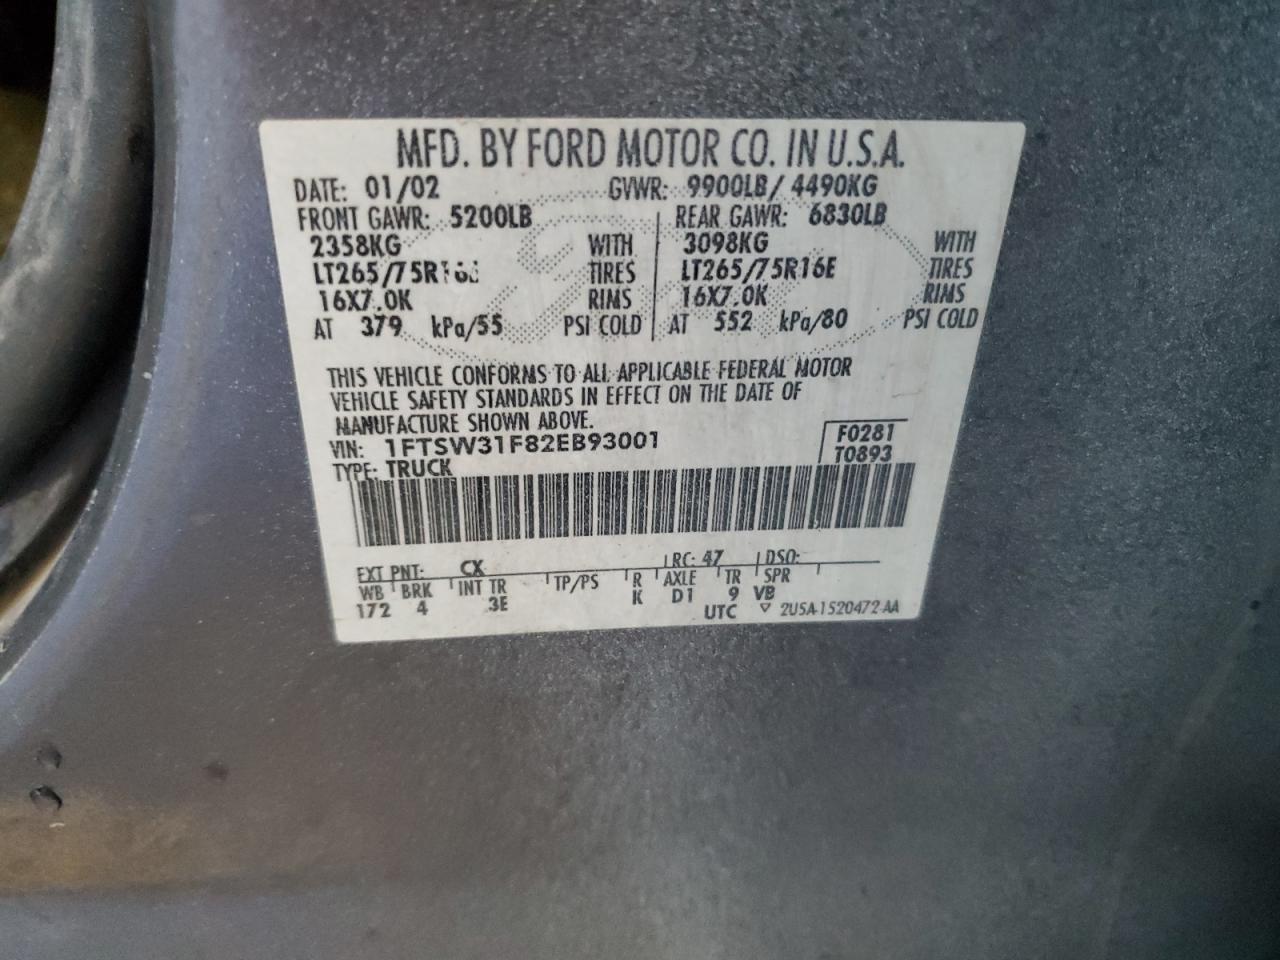 MFD. BY FORD MOTOR CO. IN U.S.A.
DATE: 01/02 GVWR: 9900LB/ 4490KG
FRONT GAWR: 5200LB REAR GAWR: 6830LB
2358KG WITH 3098KG WITH
LT265/75R16E TIRES LT265/75R16E TIRES
16X7.0K RIMS 16X7.0K RIMS
AT 379 kPa/55 PSI COLD AT 552 kPa/80 PSI COLD
THIS VEHICLE CONFORMS TO ALL APPLICABLE FEDERAL MOTOR
VEHICLE SAFETY STANDARDS IN EFFECT ON THE DATE OF
MANUFACTURE SHOWN ABOVE.
VIN: 1FTSW31F82EB93001 F0281
TYPE: TRUCK T0893
EXT PNT: CX RC: 47 DSO:
WB BRK INT TR TP/PS R AXLE TR SPR
172 4 3E K D1 9 VB
UTC ▽ 2U5A-1520472-AA